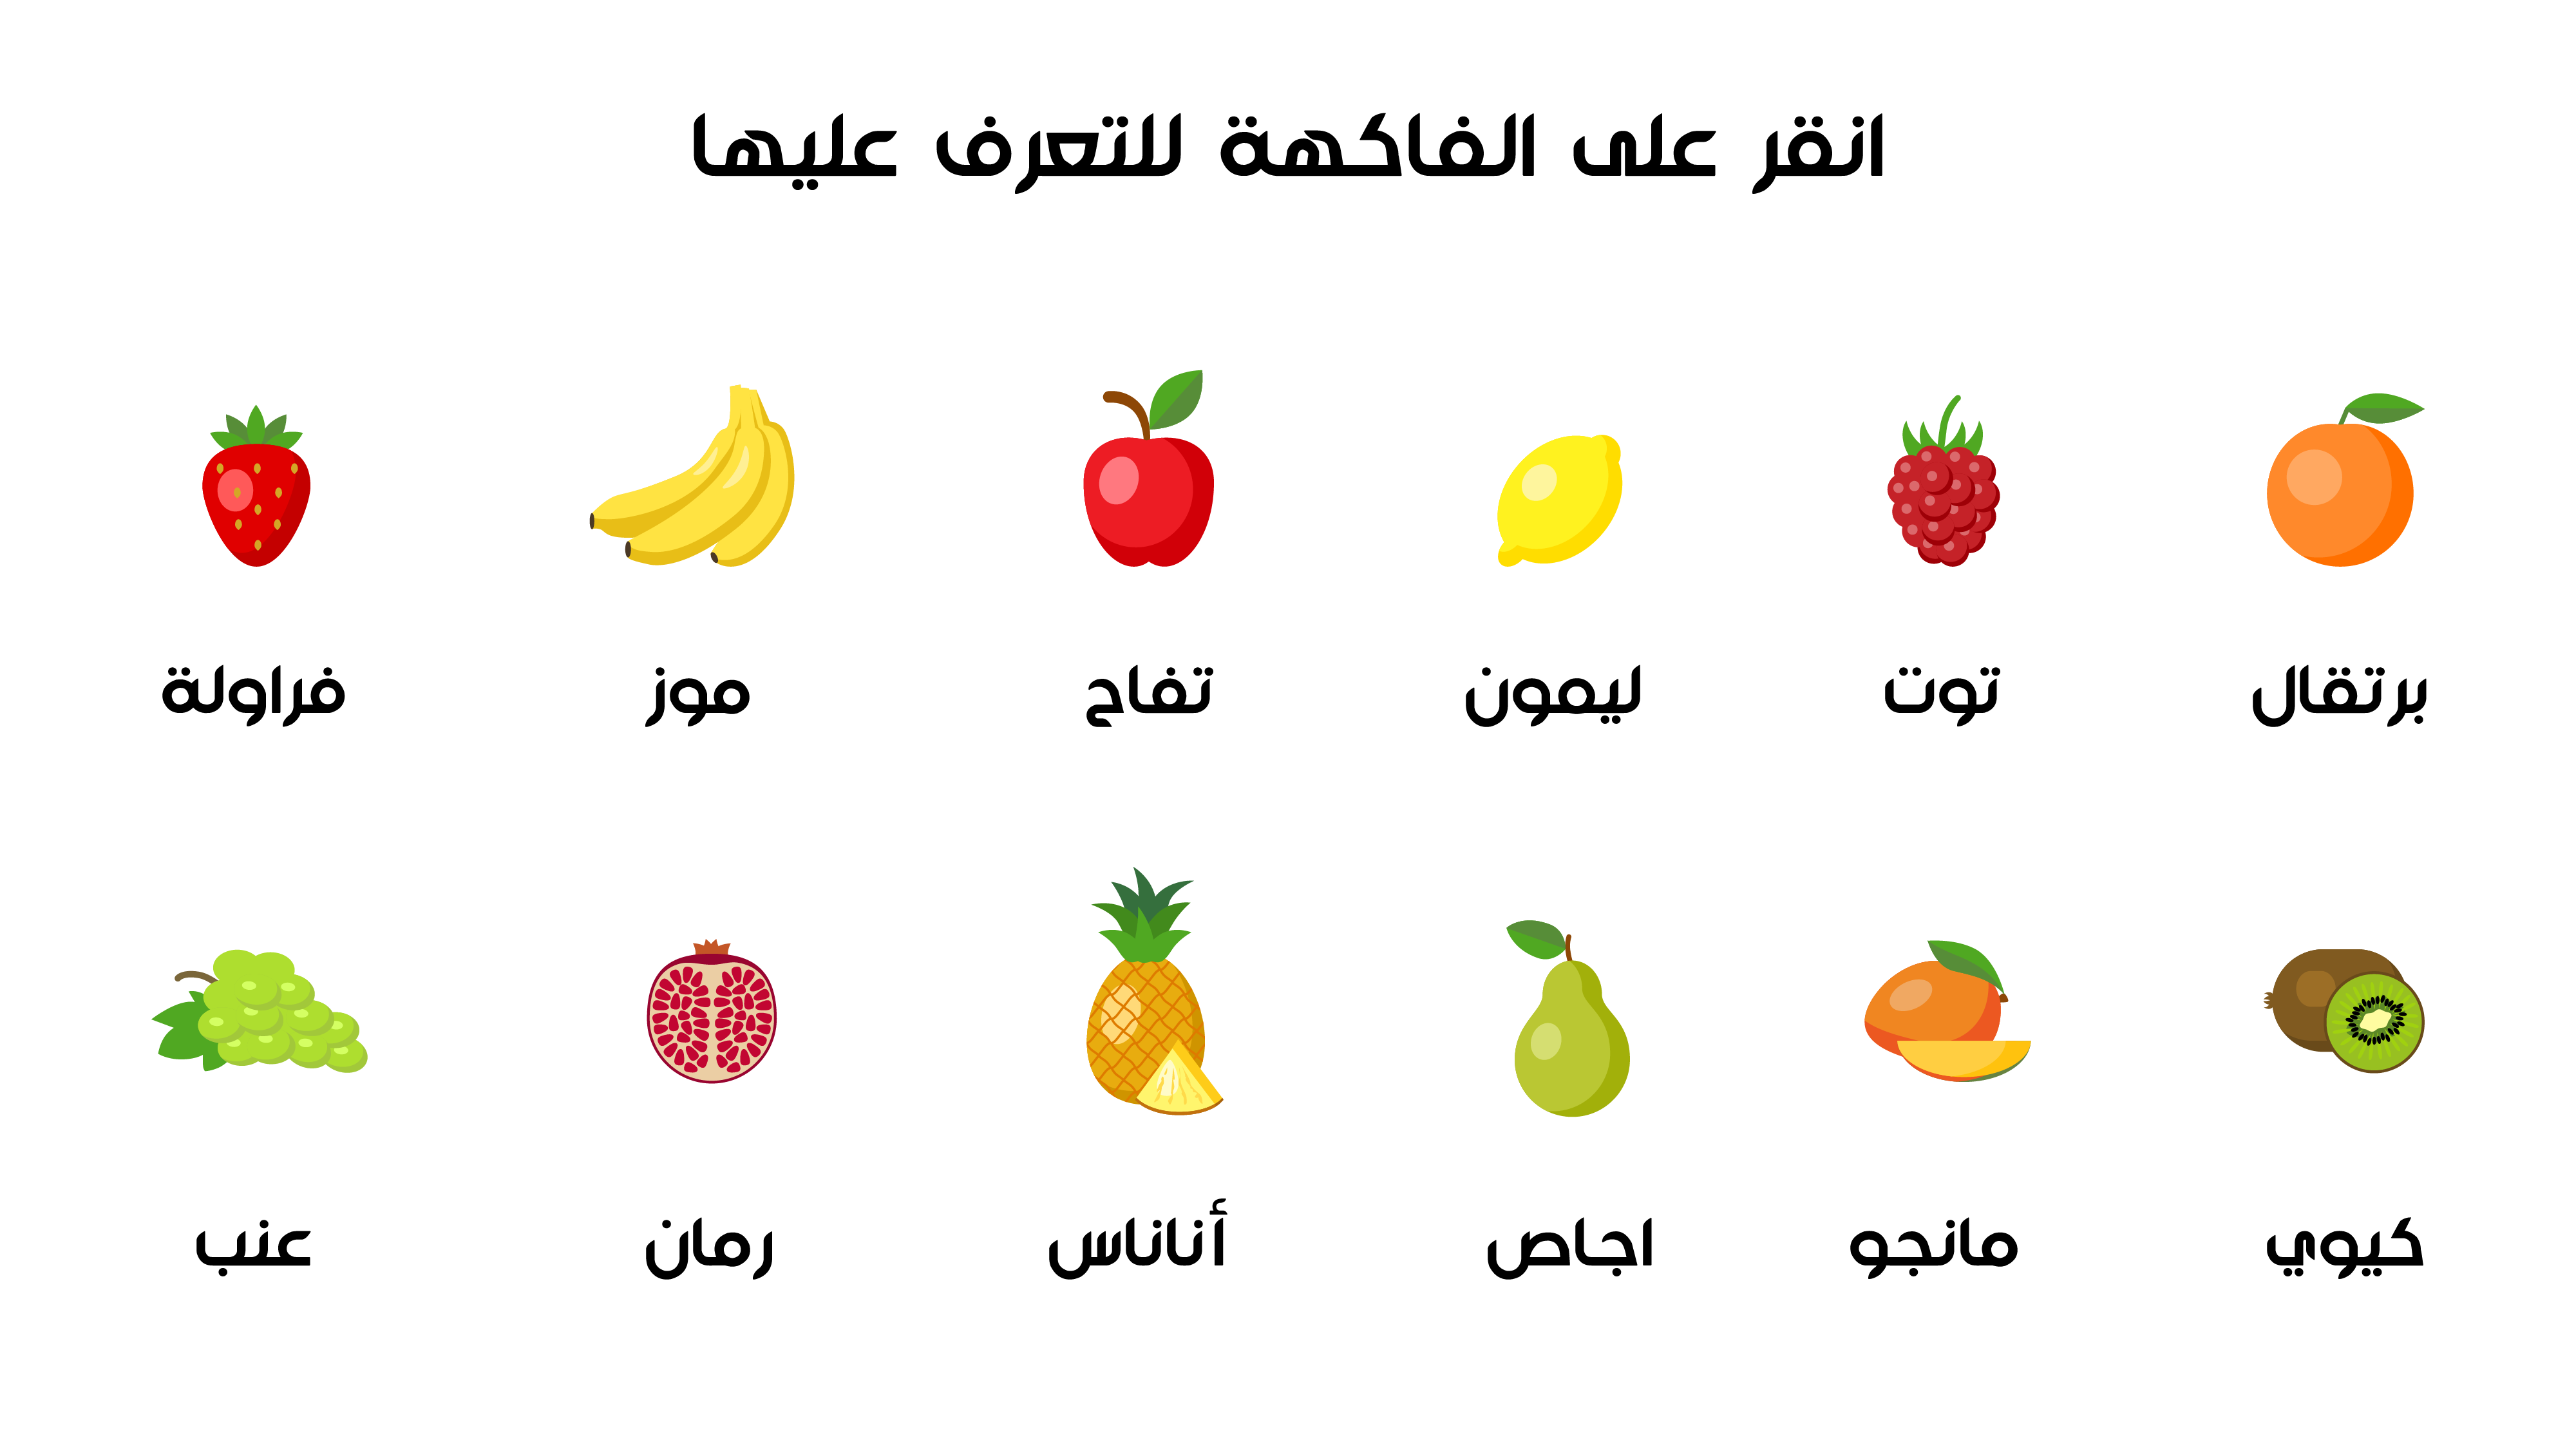 انقر على الفاكهة للتعرف عليها
برتقال توت ليمون تفاح موز فراولة
كيوي مانجو اجاص أناناس رمان عنب